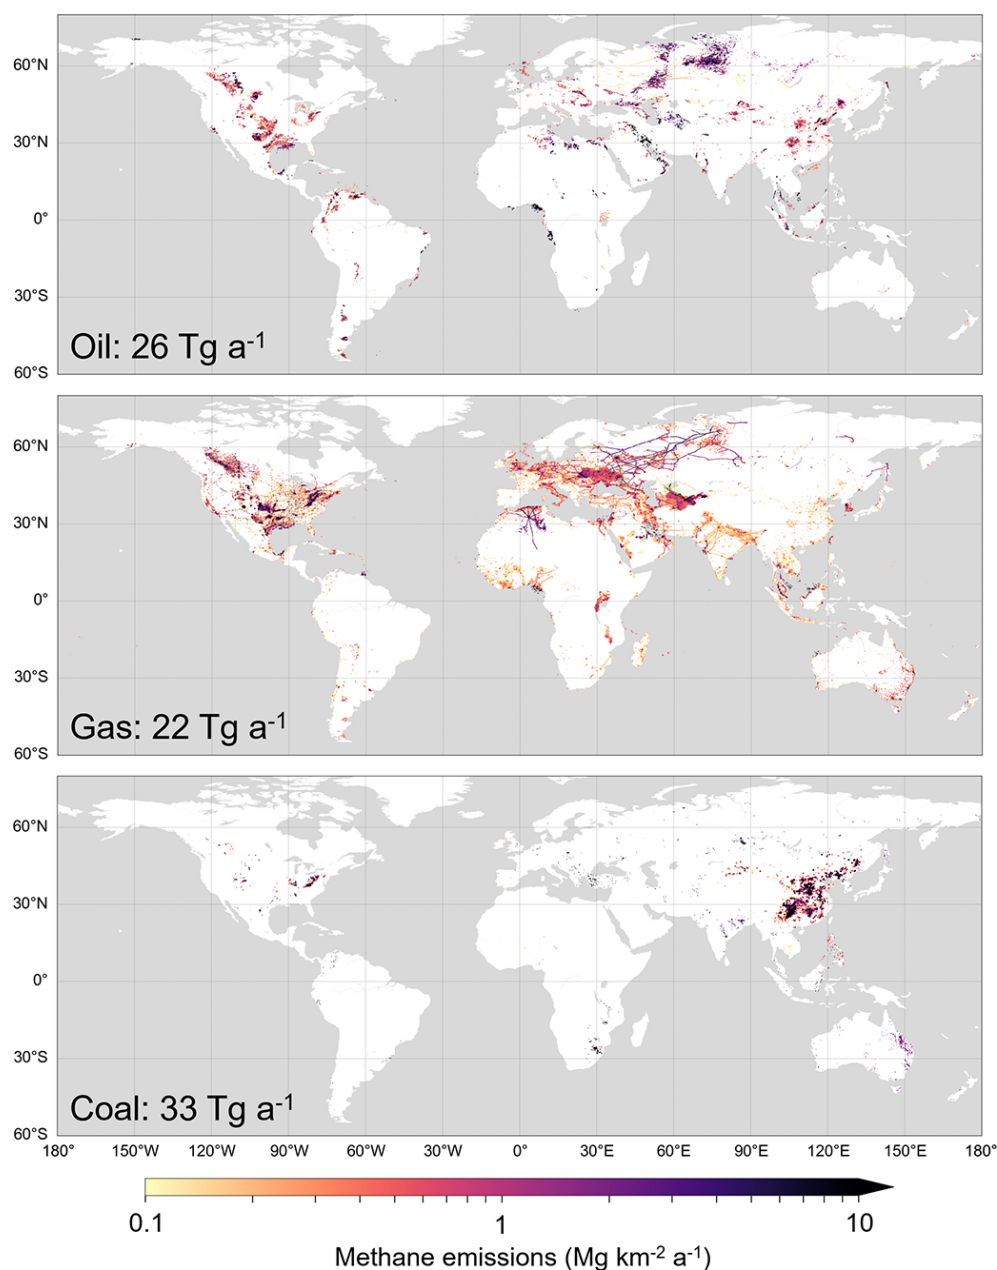 60°N
30°N
0°
30°S
60°S
Oil: 26 Tg a⁻¹
60°N
30°N
0°
30°S
60°S
Gas: 22 Tg a⁻¹
60°N
30°N
0°
30°S
60°S
Coal: 33 Tg a⁻¹
180° 150°W 120°W 90°W 60°W 30°W 0° 30°E 60°E 90°E 120°E 150°E 180°
0.1 1 10
Methane emissions (Mg km⁻² a⁻¹)